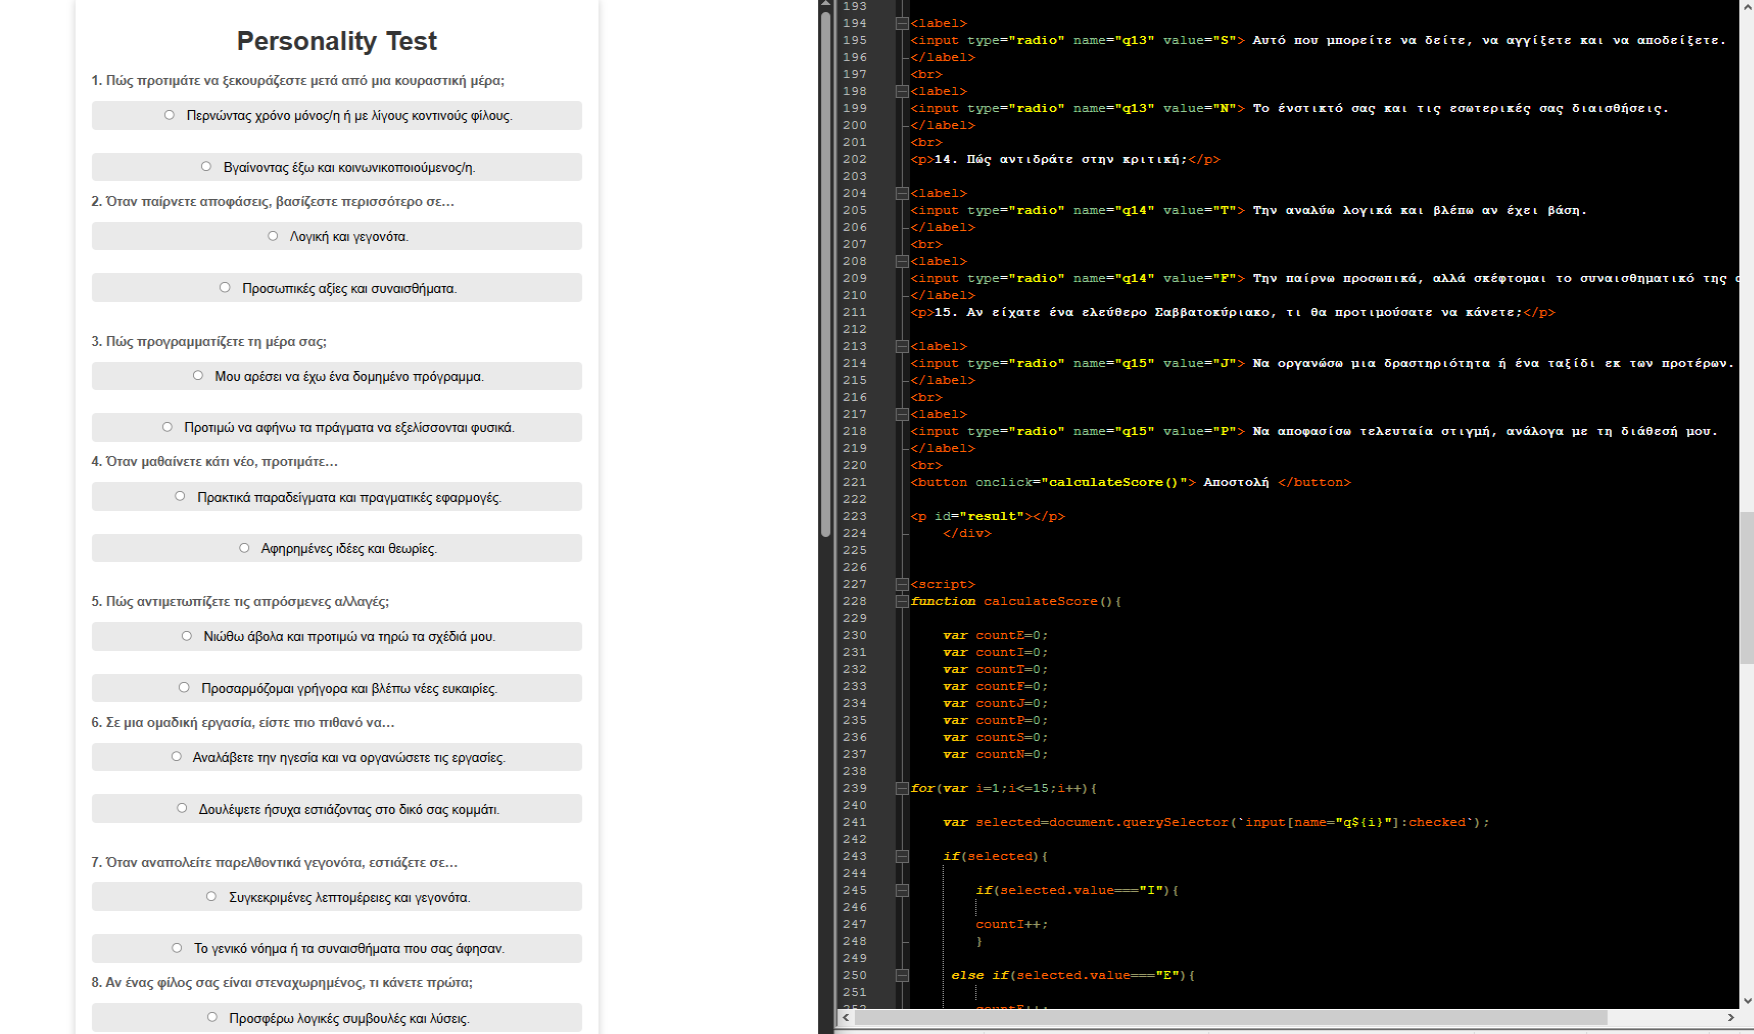 Personality Test
1. Πώς προτιμάτε να ξεκουράζεστε μετά από μια κουραστική μέρα;
Περνώντας χρόνο μόνος/η ή με λίγους κοντινούς φίλους.
Βγαίνοντας έξω και κοινωνικοποιούμενος/η.
2. Όταν παίρνετε αποφάσεις, βασίζεστε περισσότερο σε...
Λογική και γεγονότα.
Προσωπικές αξίες και συναισθήματα.
3. Πώς προγραμματίζετε τη μέρα σας;
Μου αρέσει να έχω ένα δομημένο πρόγραμμα.
Προτιμώ να αφήνω τα πράγματα να εξελίσσονται φυσικά.
4. Όταν μαθαίνετε κάτι νέο, προτιμάτε...
Πρακτικά παραδείγματα και πραγματικές εφαρμογές.
Αφηρημένες ιδέες και θεωρίες.
5. Πώς αντιμετωπίζετε τις απρόσμενες αλλαγές;
Νιώθω άβολα και προτιμώ να τηρώ τα σχέδιά μου.
Προσαρμόζομαι γρήγορα και βλέπω νέες ευκαιρίες.
6. Σε μια ομαδική εργασία, είστε πιο πιθανό να...
Αναλάβετε την ηγεσία και να οργανώσετε τις εργασίες.
Δουλέψετε ήσυχα εστιάζοντας στο δικό σας κομμάτι.
7. Όταν αναπολείτε παρελθοντικά γεγονότα, εστιάζετε σε...
Συγκεκριμένες λεπτομέρειες και γεγονότα.
Το γενικό νόημα ή τα συναισθήματα που σας άφησαν.
8. Αν ένας φίλος σας είναι στεναχωρημένος, τι κάνετε πρώτα;
Προσφέρω λογικές συμβουλές και λύσεις.
193
194 <label>
195 <input type="radio" name="q13" value="S"> Αυτό που μπορείτε να δείτε, να αγγίξετε και να αποδείξετε.
196 </label>
197 <br>
198 <label>
199 <input type="radio" name="q13" value="N"> Το ένστικτό σας και τις εσωτερικές σας διαισθήσεις.
200 </label>
201 <br>
202 <p>14. Πώς αντιδράτε στην κριτική;</p>
203
204 <label>
205 <input type="radio" name="q14" value="T"> Την αναλύω λογικά και βλέπω αν έχει βάση.
206 </label>
207 <br>
208 <label>
209 <input type="radio" name="q14" value="F"> Την παίρνω προσωπικά, αλλά σκέφτομαι το συναισθηματικό της
210 </label>
211 <p>15. Αν είχατε ένα ελεύθερο Σαββατοκύριακο, τι θα προτιμούσατε να κάνετε;</p>
212
213 <label>
214 <input type="radio" name="q15" value="J"> Να οργανώσω μια δραστηριότητα ή ένα ταξίδι εκ των προτέρων.
215 </label>
216 <br>
217 <label>
218 <input type="radio" name="q15" value="P"> Να αποφασίσω τελευταία στιγμή, ανάλογα με τη διάθεσή μου.
219 </label>
220 <br>
221 <button onclick="calculateScore()"> Αποστολή </button>
222
223 <p id="result"></p>
224 </div>
225
226
227 <script>
228 function calculateScore(){
229
230 var countE=0;
231 var countI=0;
232 var countT=0;
233 var countF=0;
234 var countJ=0;
235 var countP=0;
236 var countS=0;
237 var countN=0;
238
239 for(var i=1;i<=15;i++){
240
241 var selected=document.querySelector(`input[name="q${i}"]:checked`);
242
243 if(selected){
244
245 if(selected.value==="I"){
246
247 countI++;
248 }
249
250 else if(selected.value==="E"){
251
252 countE++;